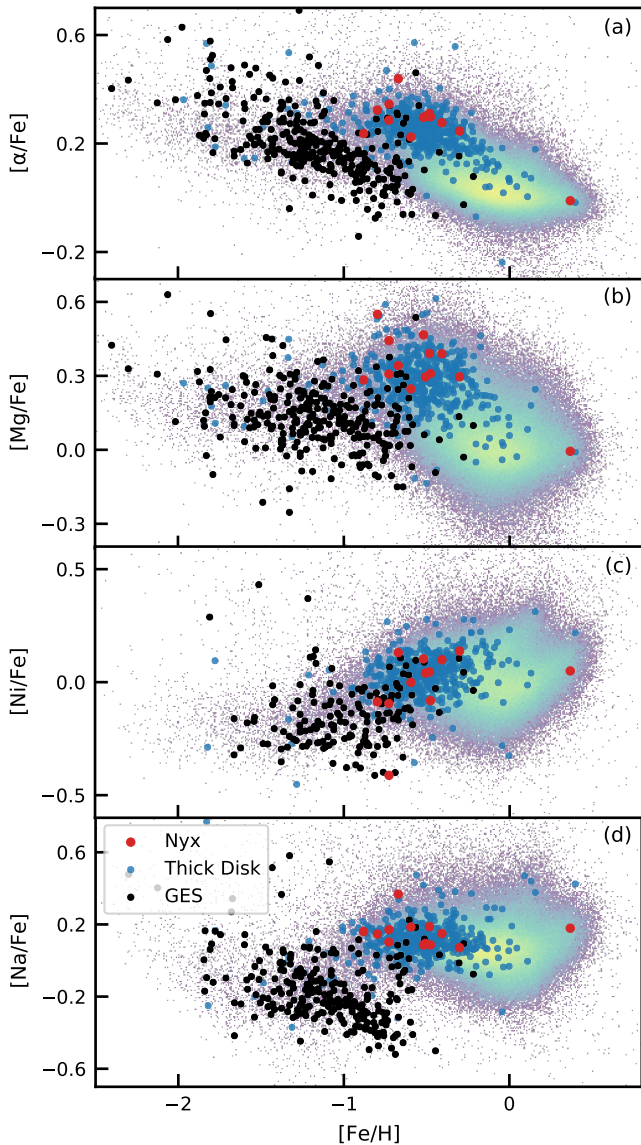 (a)
[α/Fe]
0.6
0.2
−0.2
(b)
[Mg/Fe]
0.6
0.3
0.0
−0.3
(c)
[Ni/Fe]
0.5
0.0
−0.5
(d)
[Na/Fe]
0.6
0.2
−0.2
−0.6
Nyx
Thick Disk
GES
−2
−1
0
[Fe/H]